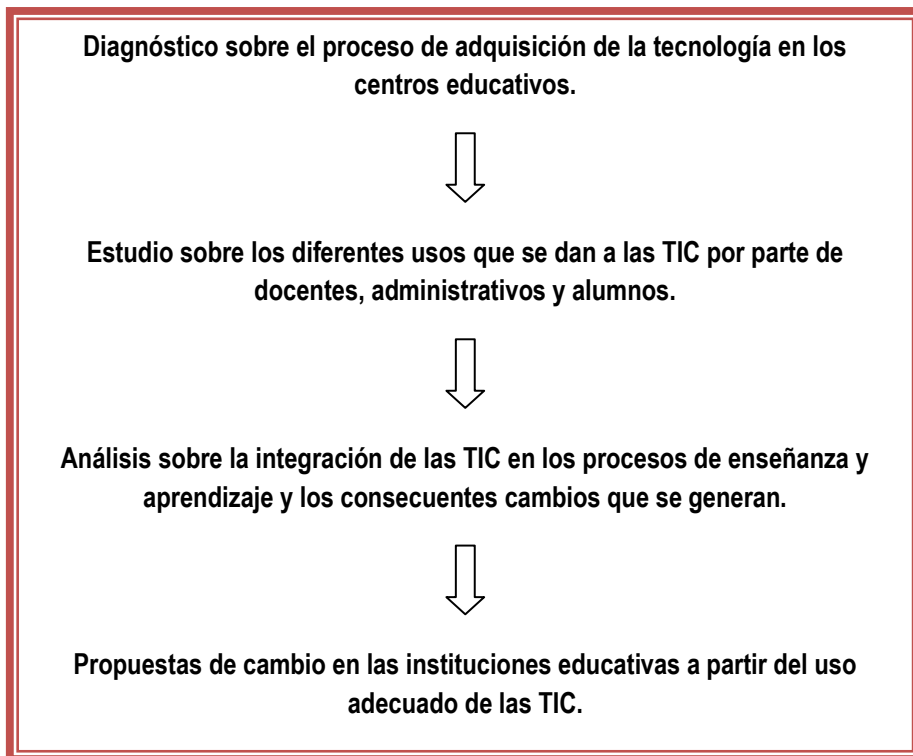 Diagnóstico sobre el proceso de adquisición de la tecnología en los
centros educativos.
Estudio sobre los diferentes usos que se dan a las TIC por parte de
docentes, administrativos y alumnos.
Análisis sobre la integración de las TIC en los procesos de enseñanza y
aprendizaje y los consecuentes cambios que se generan.
Propuestas de cambio en las instituciones educativas a partir del uso
adecuado de las TIC.